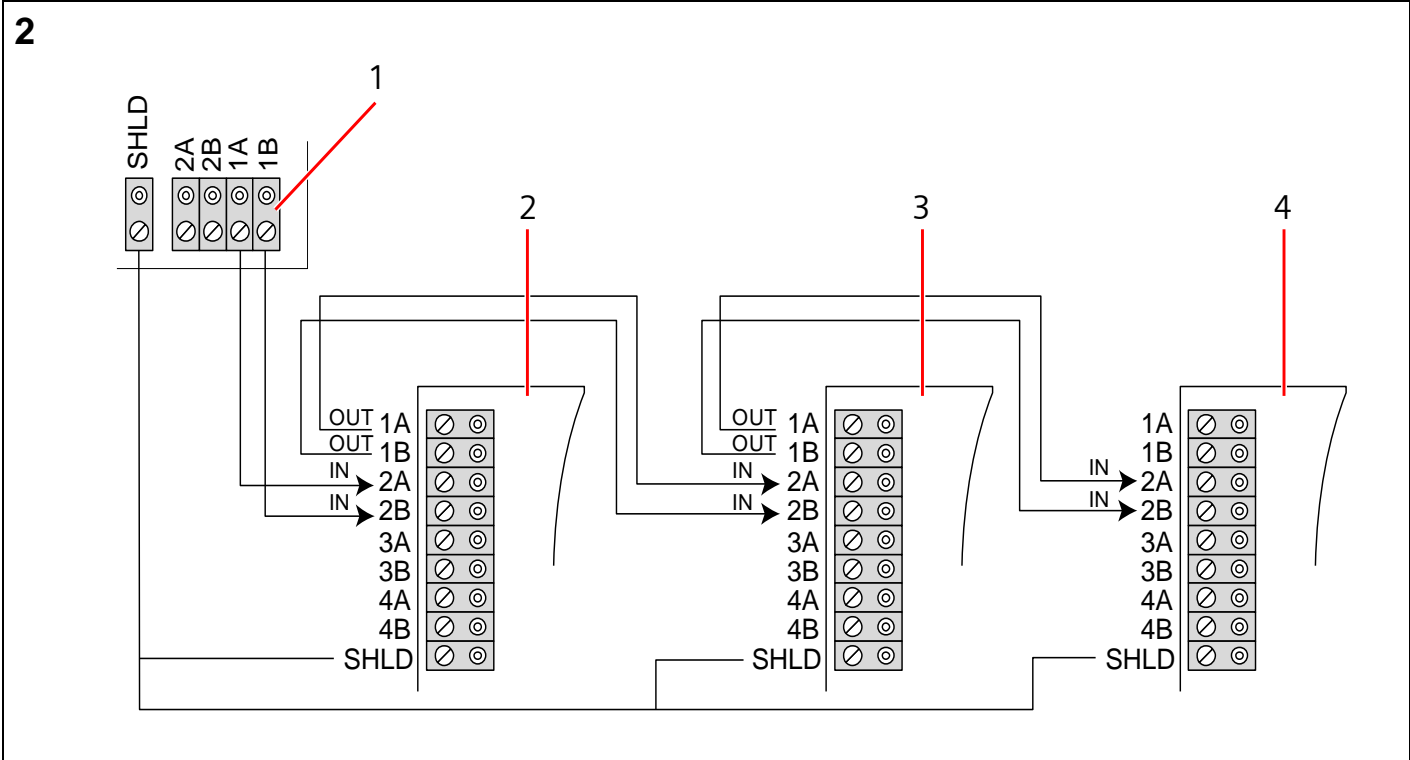 2
1
SHLD
2A
2B
1A
1B
2
3
4
OUT 1A
OUT 1B
IN 2A
IN 2B
3A
3B
4A
4B
SHLD
OUT 1A
OUT 1B
IN 2A
IN 2B
3A
3B
4A
4B
SHLD
1A
1B
IN 2A
IN 2B
3A
3B
4A
4B
SHLD